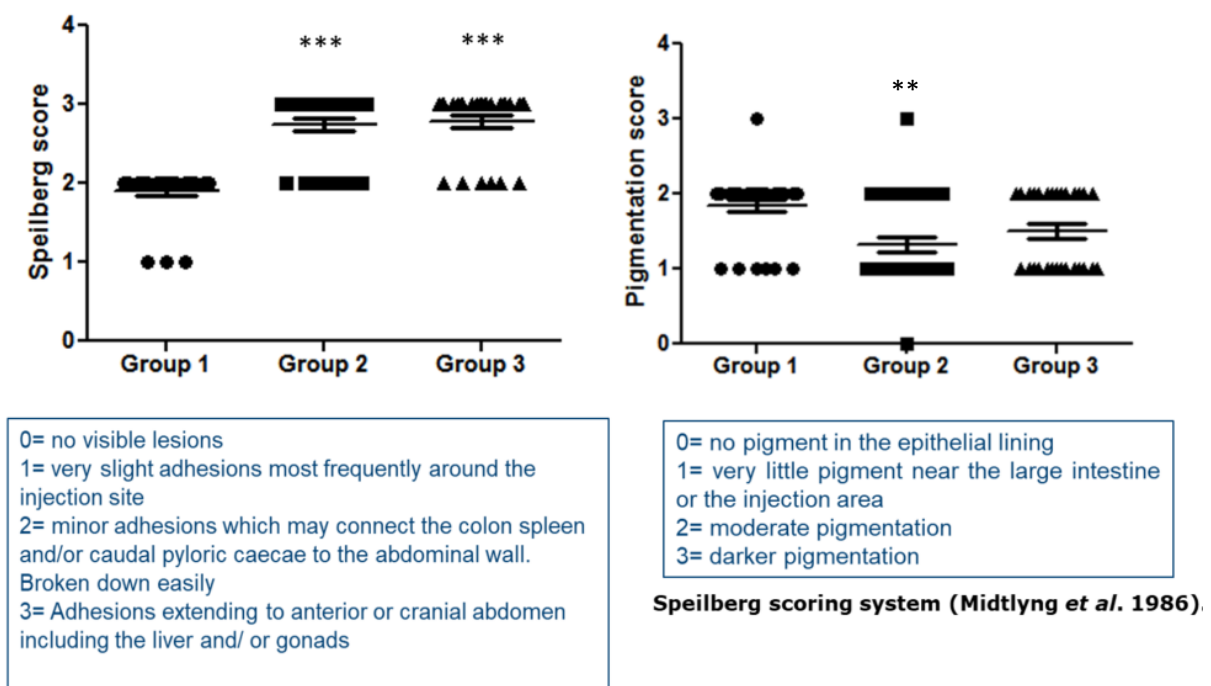 4
3
2
1
0
Speilberg score
***
***
Group 1
Group 2
Group 3
4
3
2
1
0
Pigmentation score
**
Group 1
Group 2
Group 3
0= no visible lesions
1= very slight adhesions most frequently around the
injection site
2= minor adhesions which may connect the colon spleen
and/or caudal pyloric caecae to the abdominal wall.
Broken down easily
3= Adhesions extending to anterior or cranial abdomen
including the liver and/ or gonads
0= no pigment in the epithelial lining
1= very little pigment near the large intestine
or the injection area
2= moderate pigmentation
3= darker pigmentation
Speilberg scoring system (Midtlyng et al. 1986).